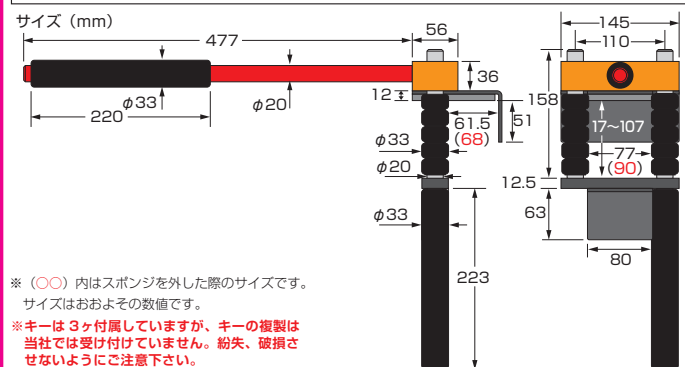 サイズ（mm）
477
56
145
110
36
12
158
φ33
φ20
220
61.5
(68)
51
17~107
φ33
77
(90)
φ20
12.5
φ33
63
80
223
※（○○）内はスポンジを外した際のサイズです。
サイズはおおよその数値です。
※キーは3ヶ付属していますが、キーの複製は
当社では受け付けていません。紛失、破損さ
せないようにご注意下さい。